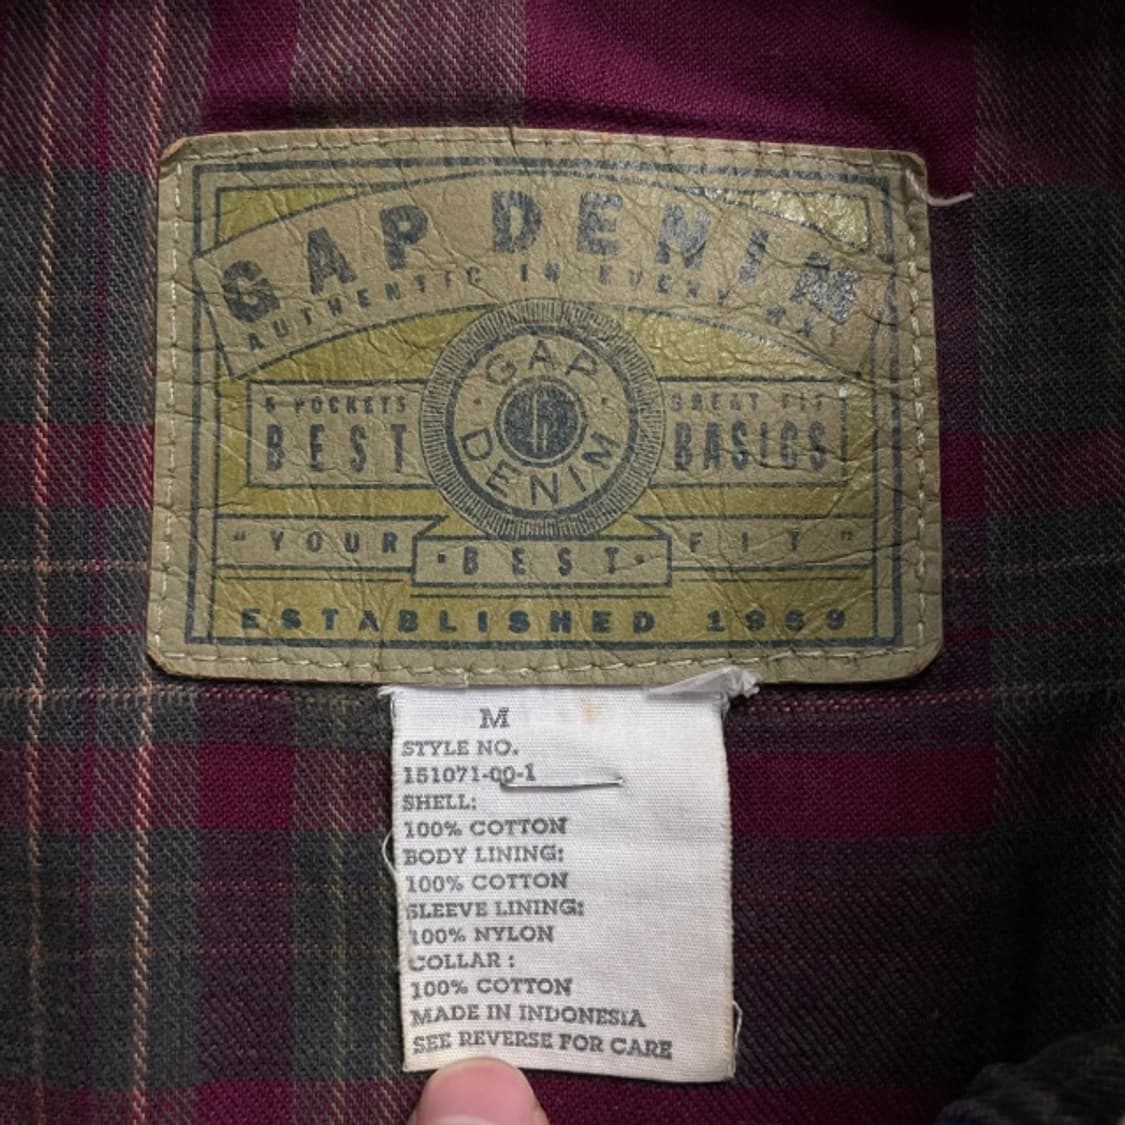 GAP DENIM
AUTHENTIC IN EVERY WAY
GAP
DENIM
5 POCKETS
BEST
GREAT FIT
BASICS
"YOUR
·BEST·
FIT"
ESTABLISHED 1969
M
STYLE NO.
151071-00-1
SHELL:
100% COTTON
BODY LINING:
100% COTTON
SLEEVE LINING:
100% NYLON
COLLAR :
100% COTTON
MADE IN INDONESIA
SEE REVERSE FOR CARE